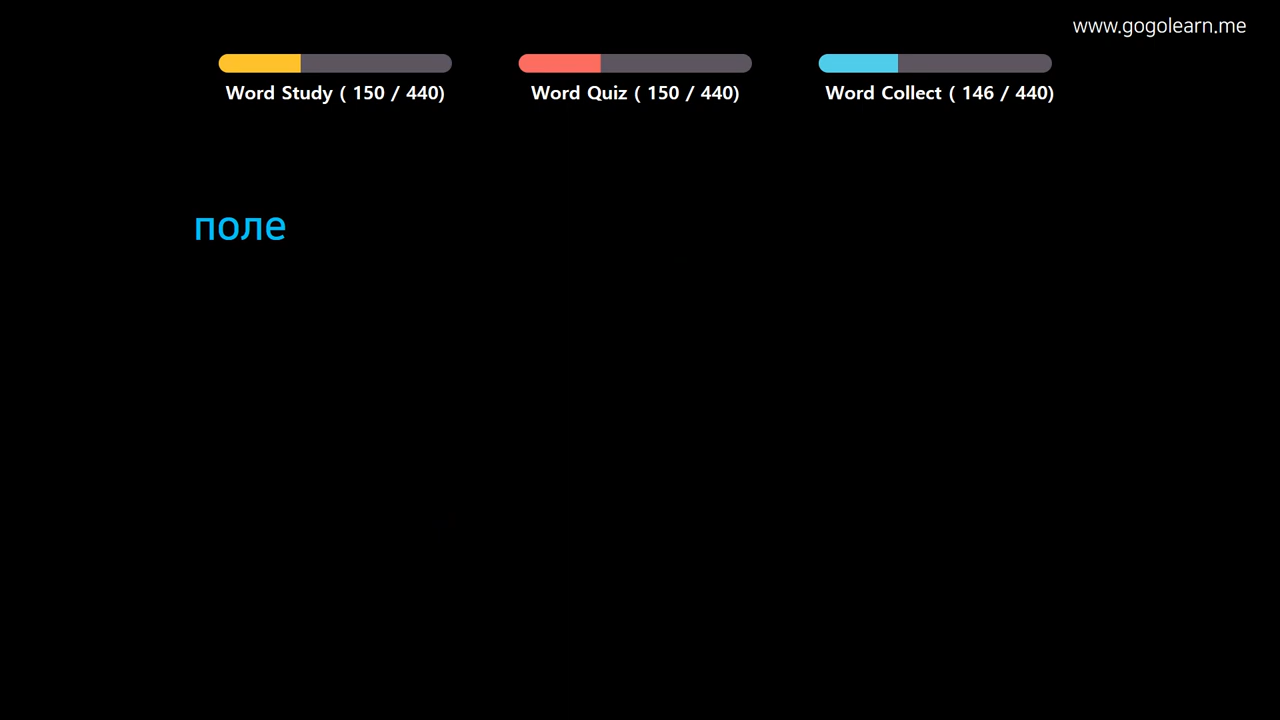 www.gogolearn.me
Word Study ( 150 / 440)
Word Quiz ( 150 / 440)
Word Collect ( 146 / 440)
поле